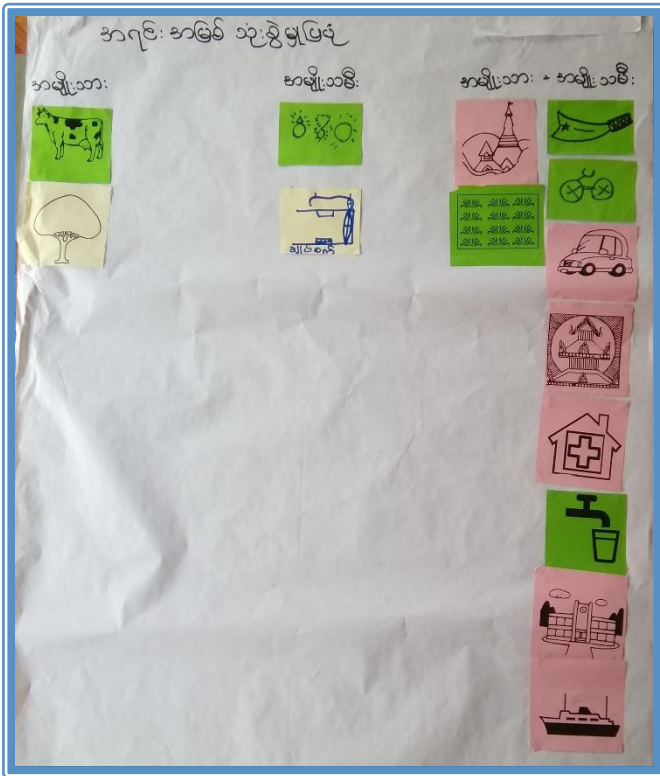 အရင်းအမြစ် သုံးစွဲမှုပြပုံ
အမျိုးသား အမျိုးသမီး အမျိုးသား + အမျိုးသမီး
ချုပ်စက်